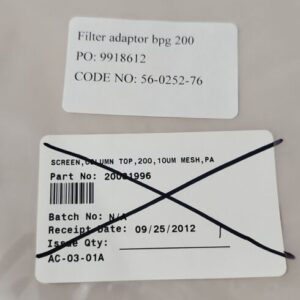 Filter adaptor bpg 200
PO: 9918612
CODE NO: 56-0252-76
SCREEN,COLUMN TOP,200,10UM MESH,PA
Part No: 20081996
Batch No: N/A
Receipt Date: 09/25/2012
Issue Qty:
AC-03-01A